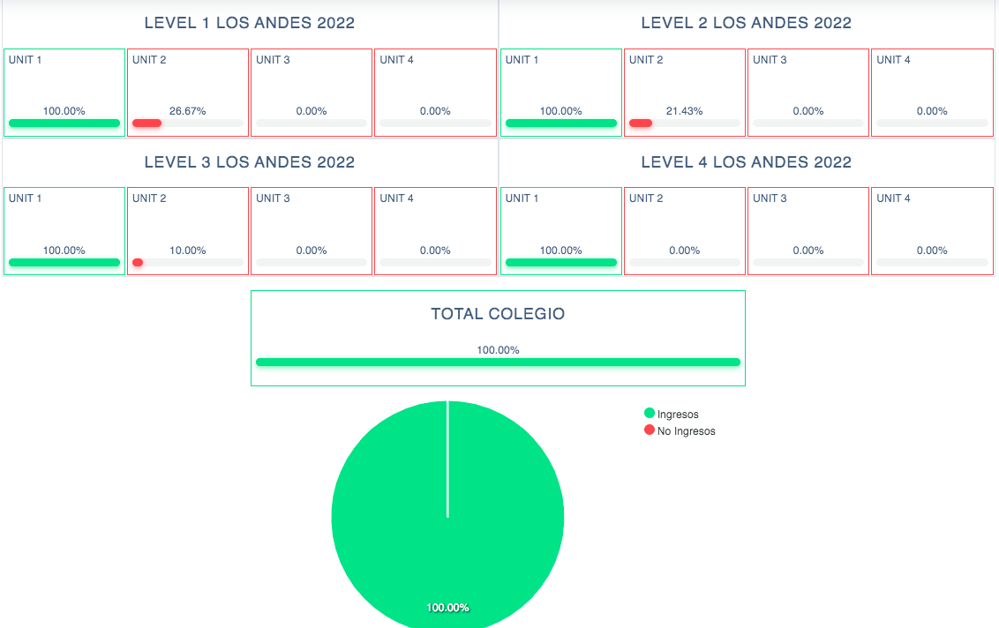 LEVEL 1 LOS ANDES 2022
UNIT 1
100.00%
UNIT 2
26.67%
UNIT 3
0.00%
UNIT 4
0.00%
LEVEL 2 LOS ANDES 2022
UNIT 1
100.00%
UNIT 2
21.43%
UNIT 3
0.00%
UNIT 4
0.00%
LEVEL 3 LOS ANDES 2022
UNIT 1
100.00%
UNIT 2
10.00%
UNIT 3
0.00%
UNIT 4
0.00%
LEVEL 4 LOS ANDES 2022
UNIT 1
100.00%
UNIT 2
0.00%
UNIT 3
0.00%
UNIT 4
0.00%
TOTAL COLEGIO
100.00%
Ingresos
No Ingresos
100.00%